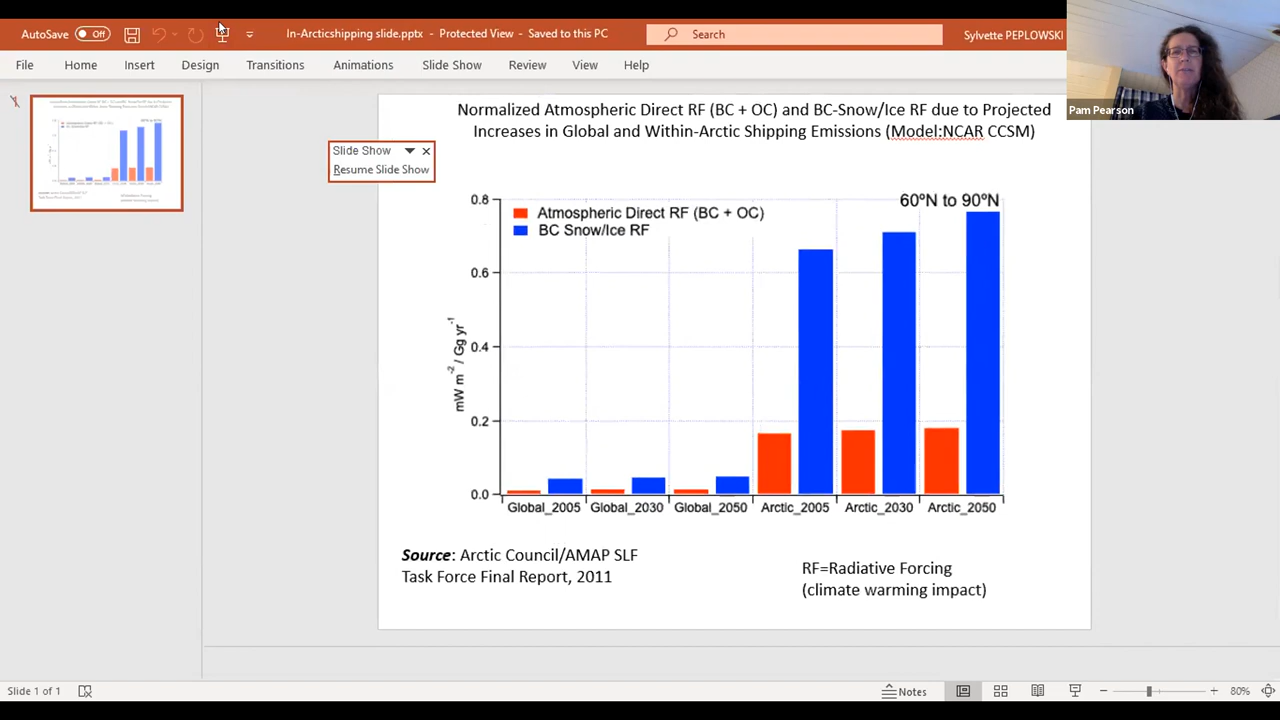 AutoSave Off In-Arcticshipping slide.pptx - Protected View - Saved to this PC Search Sylvette PEPLOWSKI
File Home Insert Design Transitions Animations Slide Show Review View Help
Pam Pearson
Normalized Atmospheric Direct RF (BC + OC) and BC-Snow/Ice RF due to Projected
Increases in Global and Within-Arctic Shipping Emissions (Model:NCAR CCSM)
Slide Show
Resume Slide Show
60ºN to 90ºN
Atmospheric Direct RF (BC + OC)
BC Snow/Ice RF
0.8
0.6
0.4
0.2
0.0
mW m⁻² / Gg yr⁻¹
Global_2005 Global_2030 Global_2050 Arctic_2005 Arctic_2030 Arctic_2050
Source: Arctic Council/AMAP SLF
Task Force Final Report, 2011
RF=Radiative Forcing
(climate warming impact)
Slide 1 of 1 Notes 80%